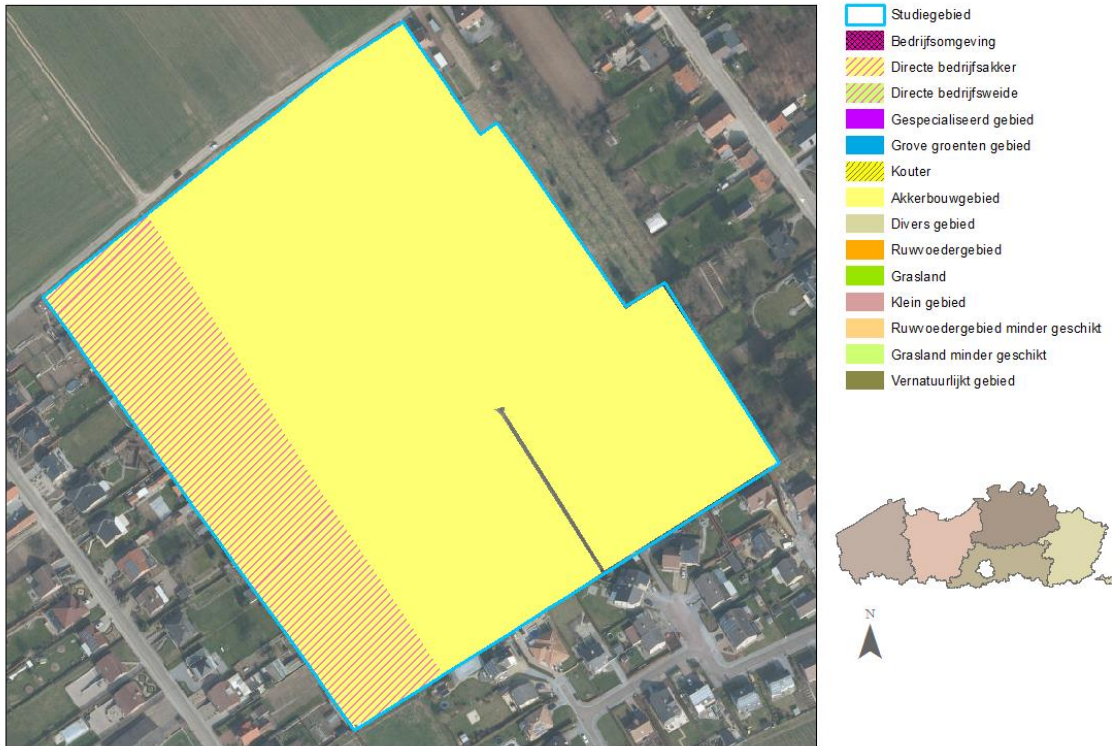 Studiegebied
Bedrijfsomgeving
Directe bedrijfsakker
Directe bedrijfsweide
Gespecialiseerd gebied
Grove groenten gebied
Kouter
Akkerbouwgebied
Divers gebied
Ruwvoedergebied
Grasland
Klein gebied
Ruwvoedergebied minder geschikt
Grasland minder geschikt
Vernatuurlijkt gebied
N